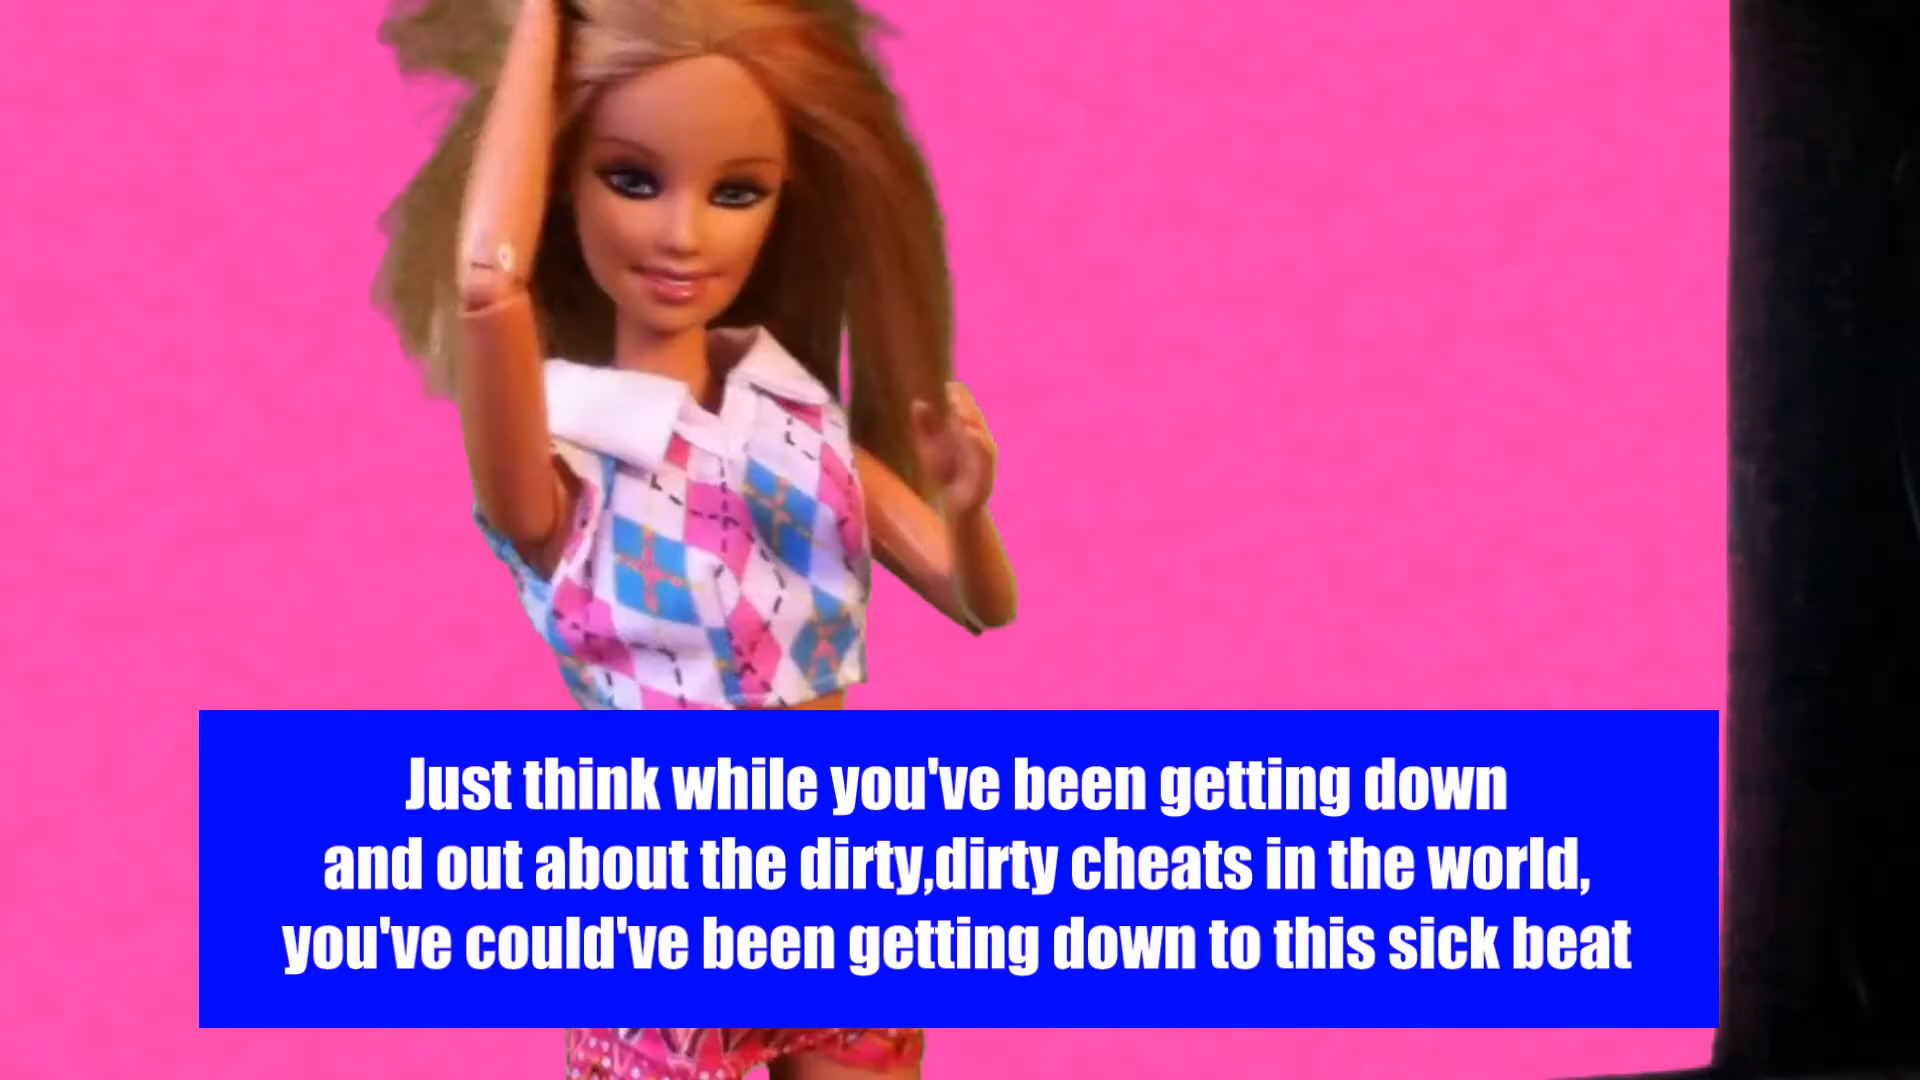 Just think while you've been getting down
and out about the dirty,dirty cheats in the world,
you've could've been getting down to this sick beat